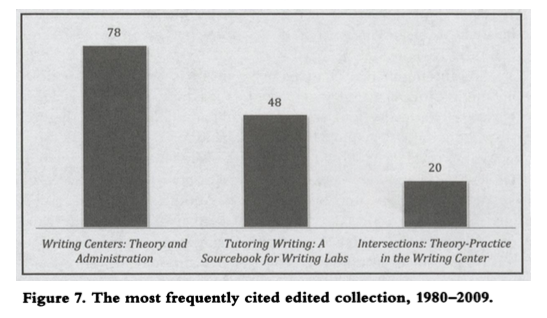 78
48
20
Writing Centers: Theory and
Administration
Tutoring Writing: A
Sourcebook for Writing Labs
Intersections: Theory-Practice
in the Writing Center
Figure 7. The most frequently cited edited collection, 1980–2009.